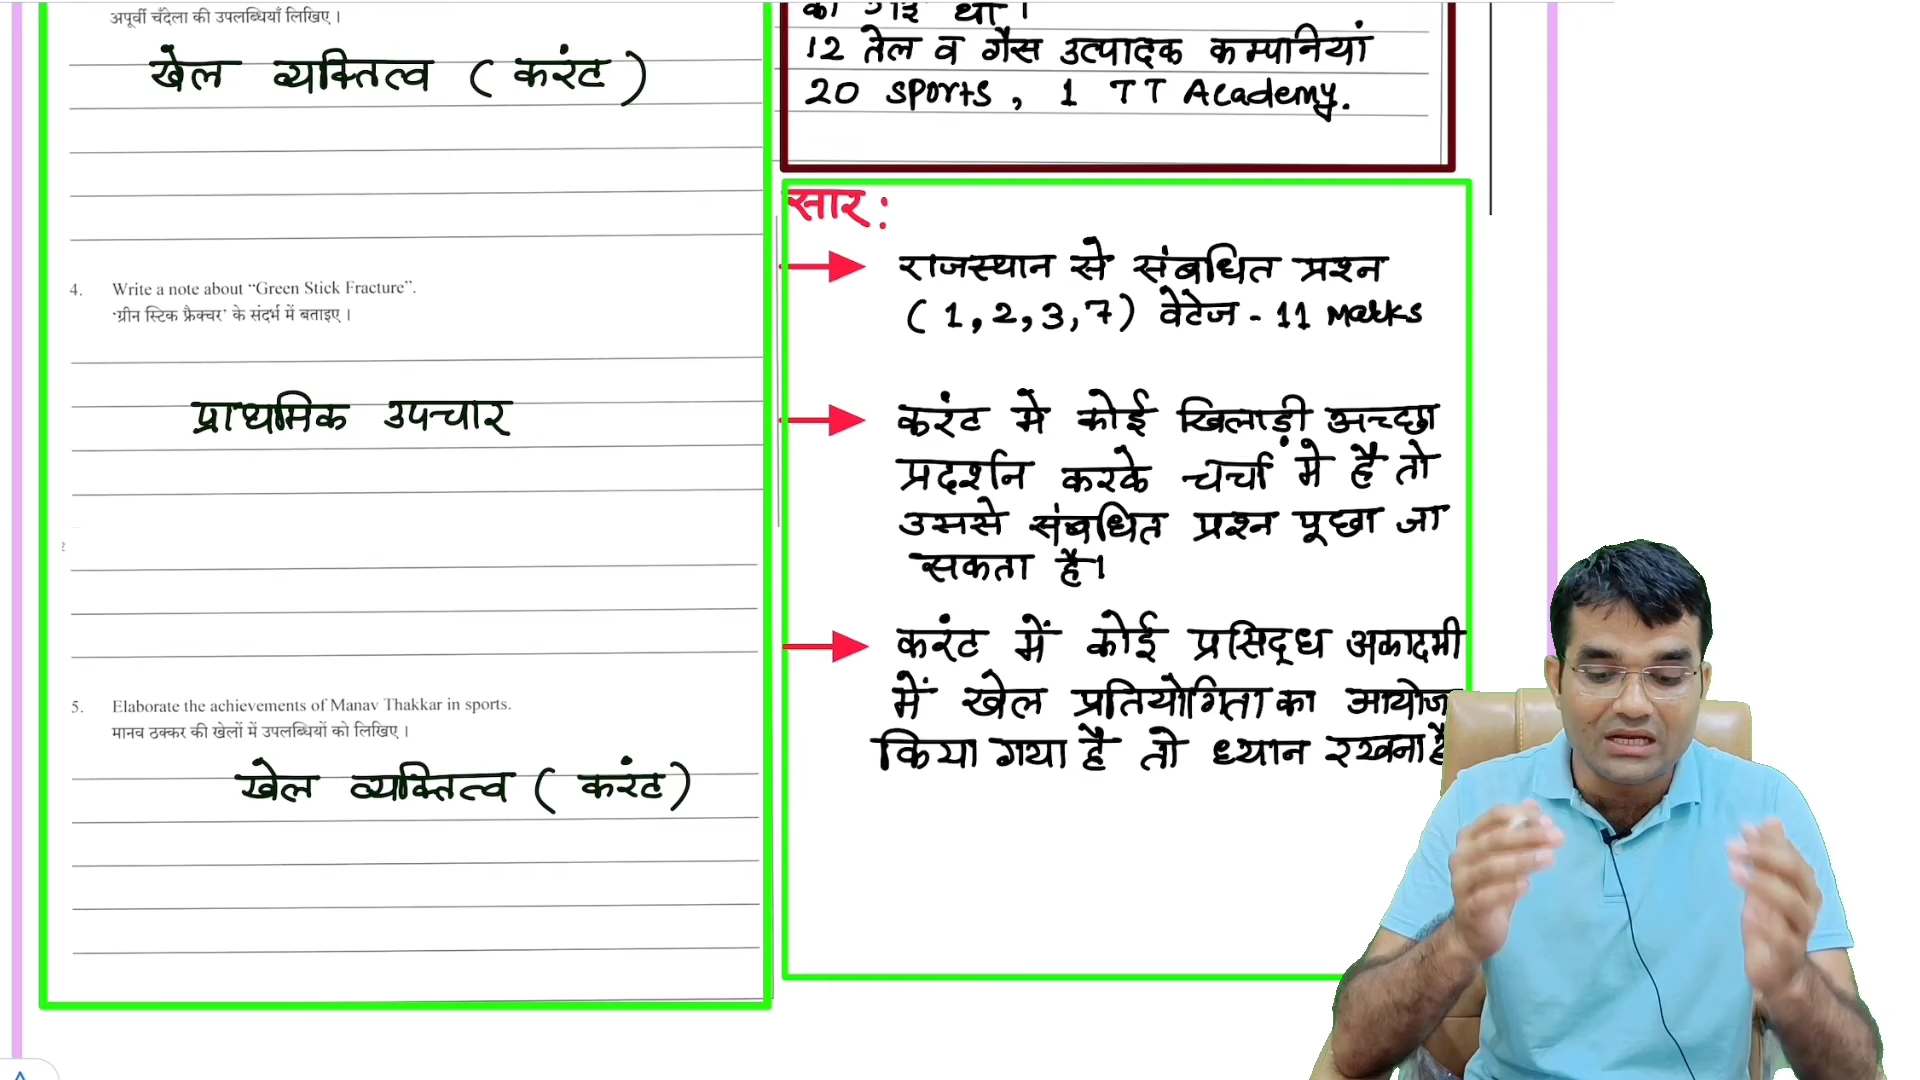 अपूर्वी चँदेला की उपलब्धियाँ लिखिए ।
खेल व्यक्तित्व ( करंट )
4. Write a note about “Green Stick Fracture”.
‘ग्रीन स्टिक फ्रैक्चर’ के संदर्भ में बताइए ।
प्राथमिक उपचार
2
5. Elaborate the achievements of Manav Thakkar in sports.
मानव ठक्कर की खेलों में उपलब्धियों को लिखिए ।
खेल व्यक्तित्व ( करंट )
12 तेल व गैस उत्पादक कम्पनियां
20 sports, 1 TT Academy.
सार :
राजस्थान से संबधित प्रश्न
( 1, 2, 3, 7 ) वेटेज - 11 Marks
करंट मे कोई खिलाड़ी अच्छा
प्रदर्शन करके चर्चा मे है तो
उससे संबधित प्रश्न पूछा जा
सकता है।
करंट में कोई प्रसिद्ध अकादमी
में खेल प्रतियोगिता का आयोज
किया गया है तो ध्यान रखना है